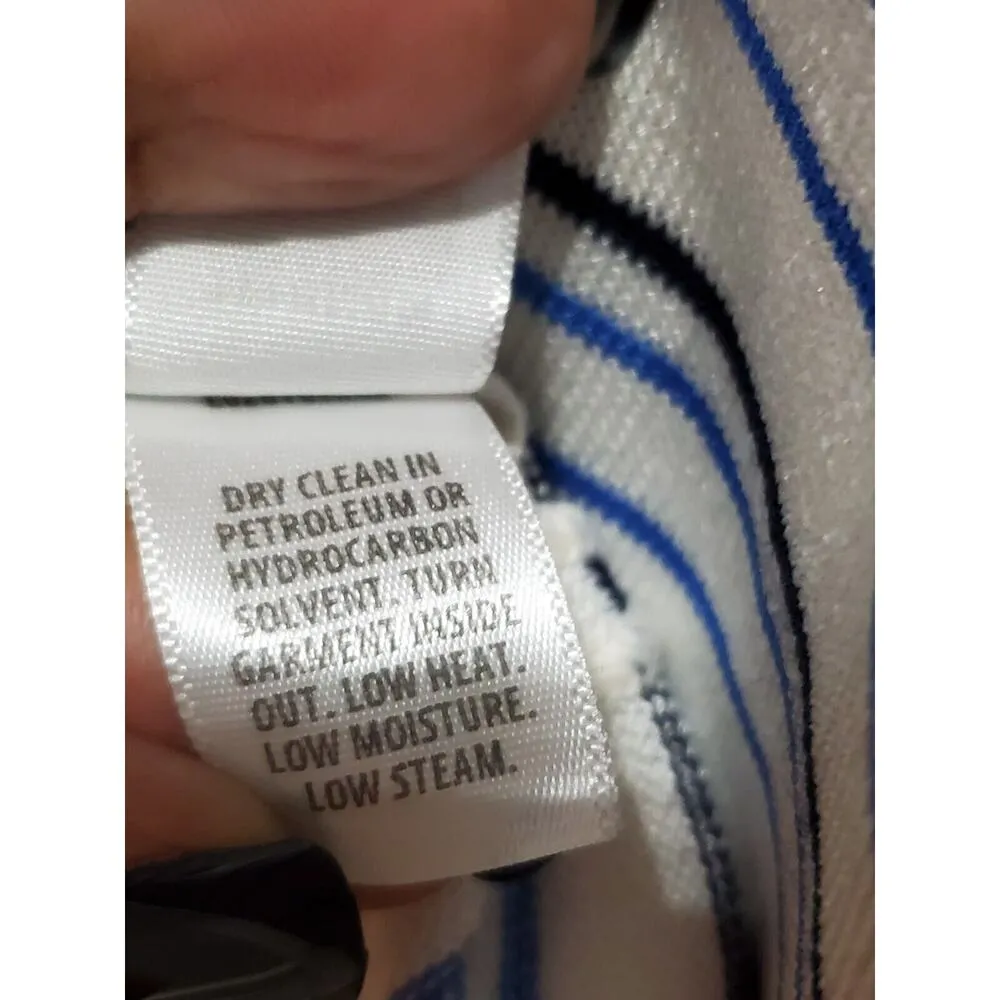 DRY CLEAN IN
PETROLEUM OR
HYDROCARBON
SOLVENT. TURN
GARMENT INSIDE
OUT. LOW HEAT.
LOW MOISTURE.
LOW STEAM.